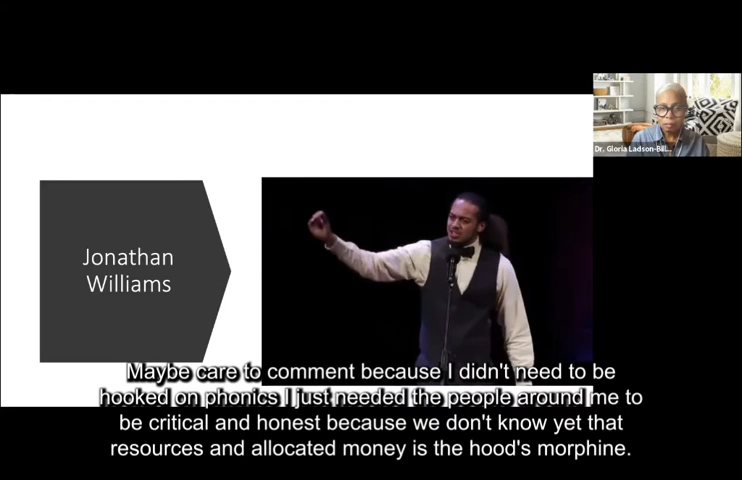 Dr. Gloria Ladson-Bill...
Jonathan
Williams
Maybe care to comment because I didn't need to be
hooked on phonics I just needed the people around me to
be critical and honest because we don't know yet that
resources and allocated money is the hood's morphine.